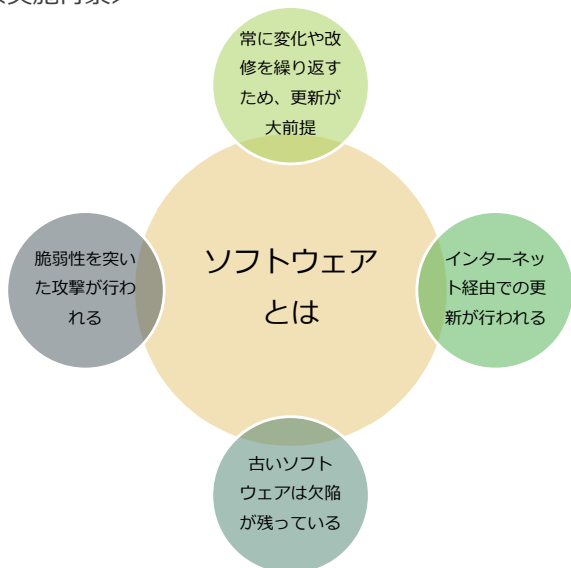 常に変化や改
修を繰り返す
ため、更新が
大前提
脆弱性を突い
た攻撃が行わ
れる
ソフトウェア
とは
インターネッ
ト経由での更
新が行われる
古いソフト
ウェアは欠陥
が残っている